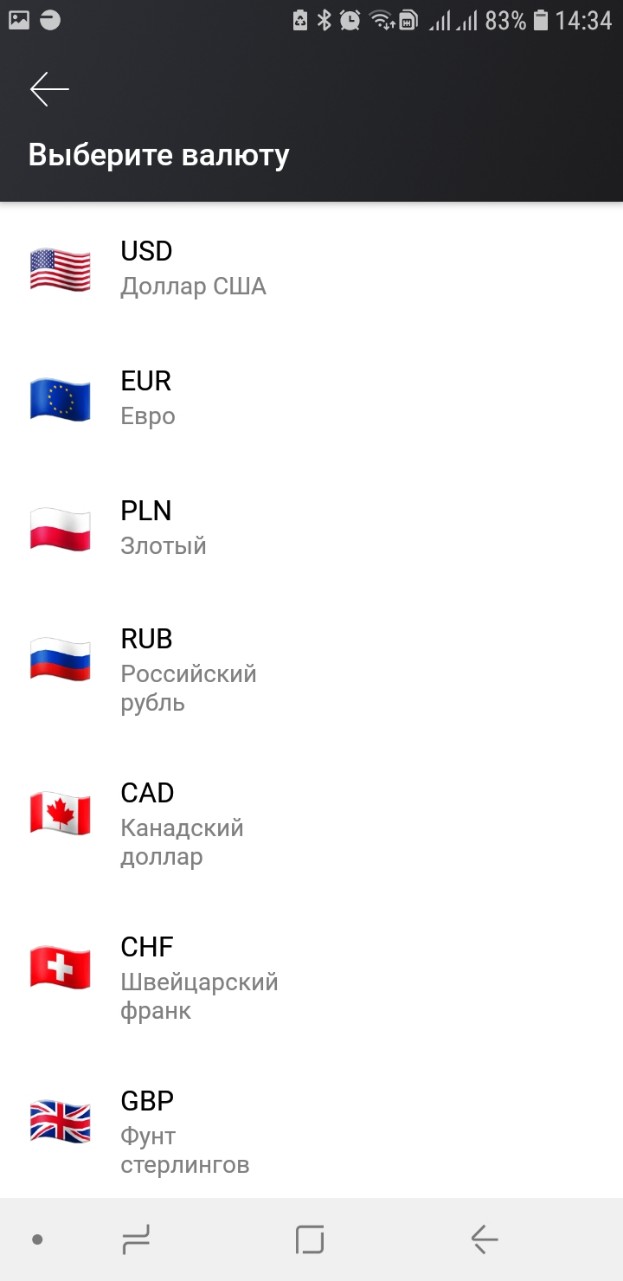 83% 14:34
Выберите валюту
USD
Доллар США
EUR
Евро
PLN
Злотый
RUB
Российский
рубль
CAD
Канадский
доллар
CHF
Швейцарский
франк
GBP
Фунт
стерлингов